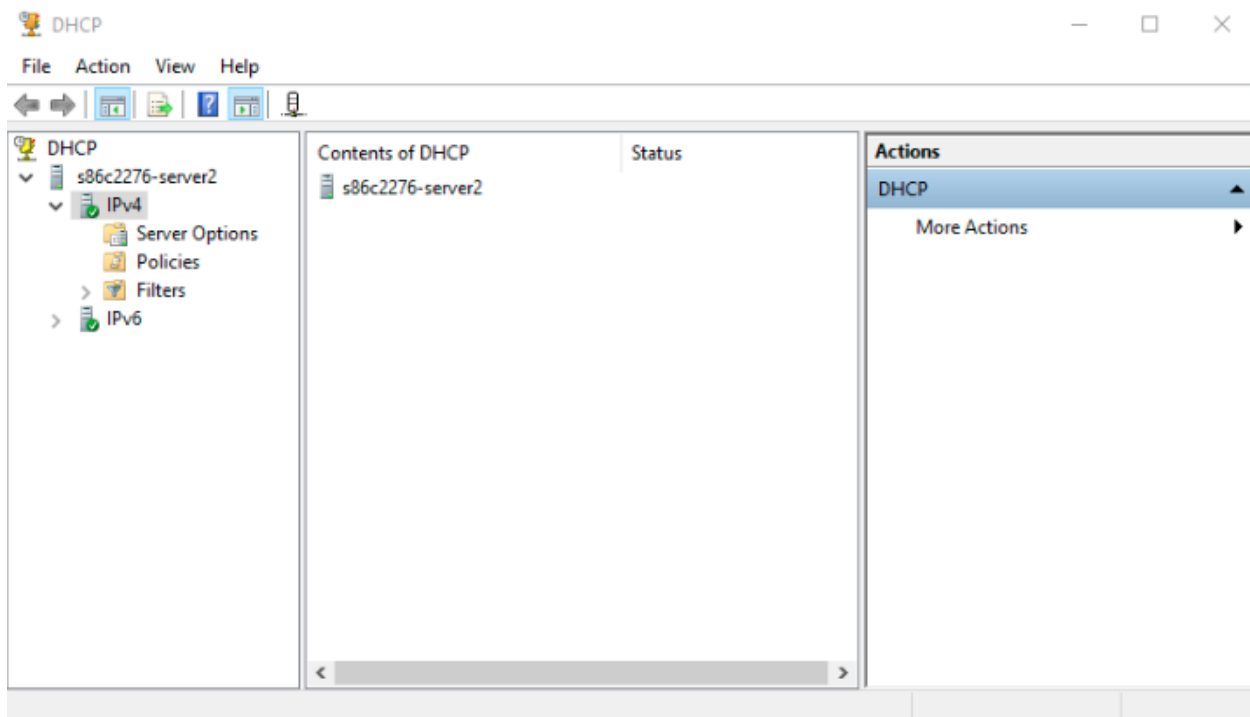 DHCP
File Action View Help
DHCP
s86c2276-server2
IPv4
Server Options
Policies
Filters
IPv6
Contents of DHCP Status
s86c2276-server2
Actions
DHCP
More Actions